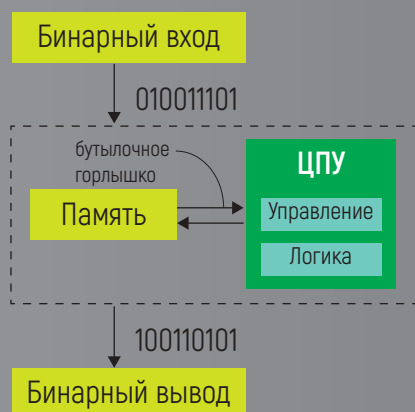 Бинарный вход
010011101
бутылочное
горлышко
ЦПУ
Память
Управление
Логика
100110101
Бинарный вывод